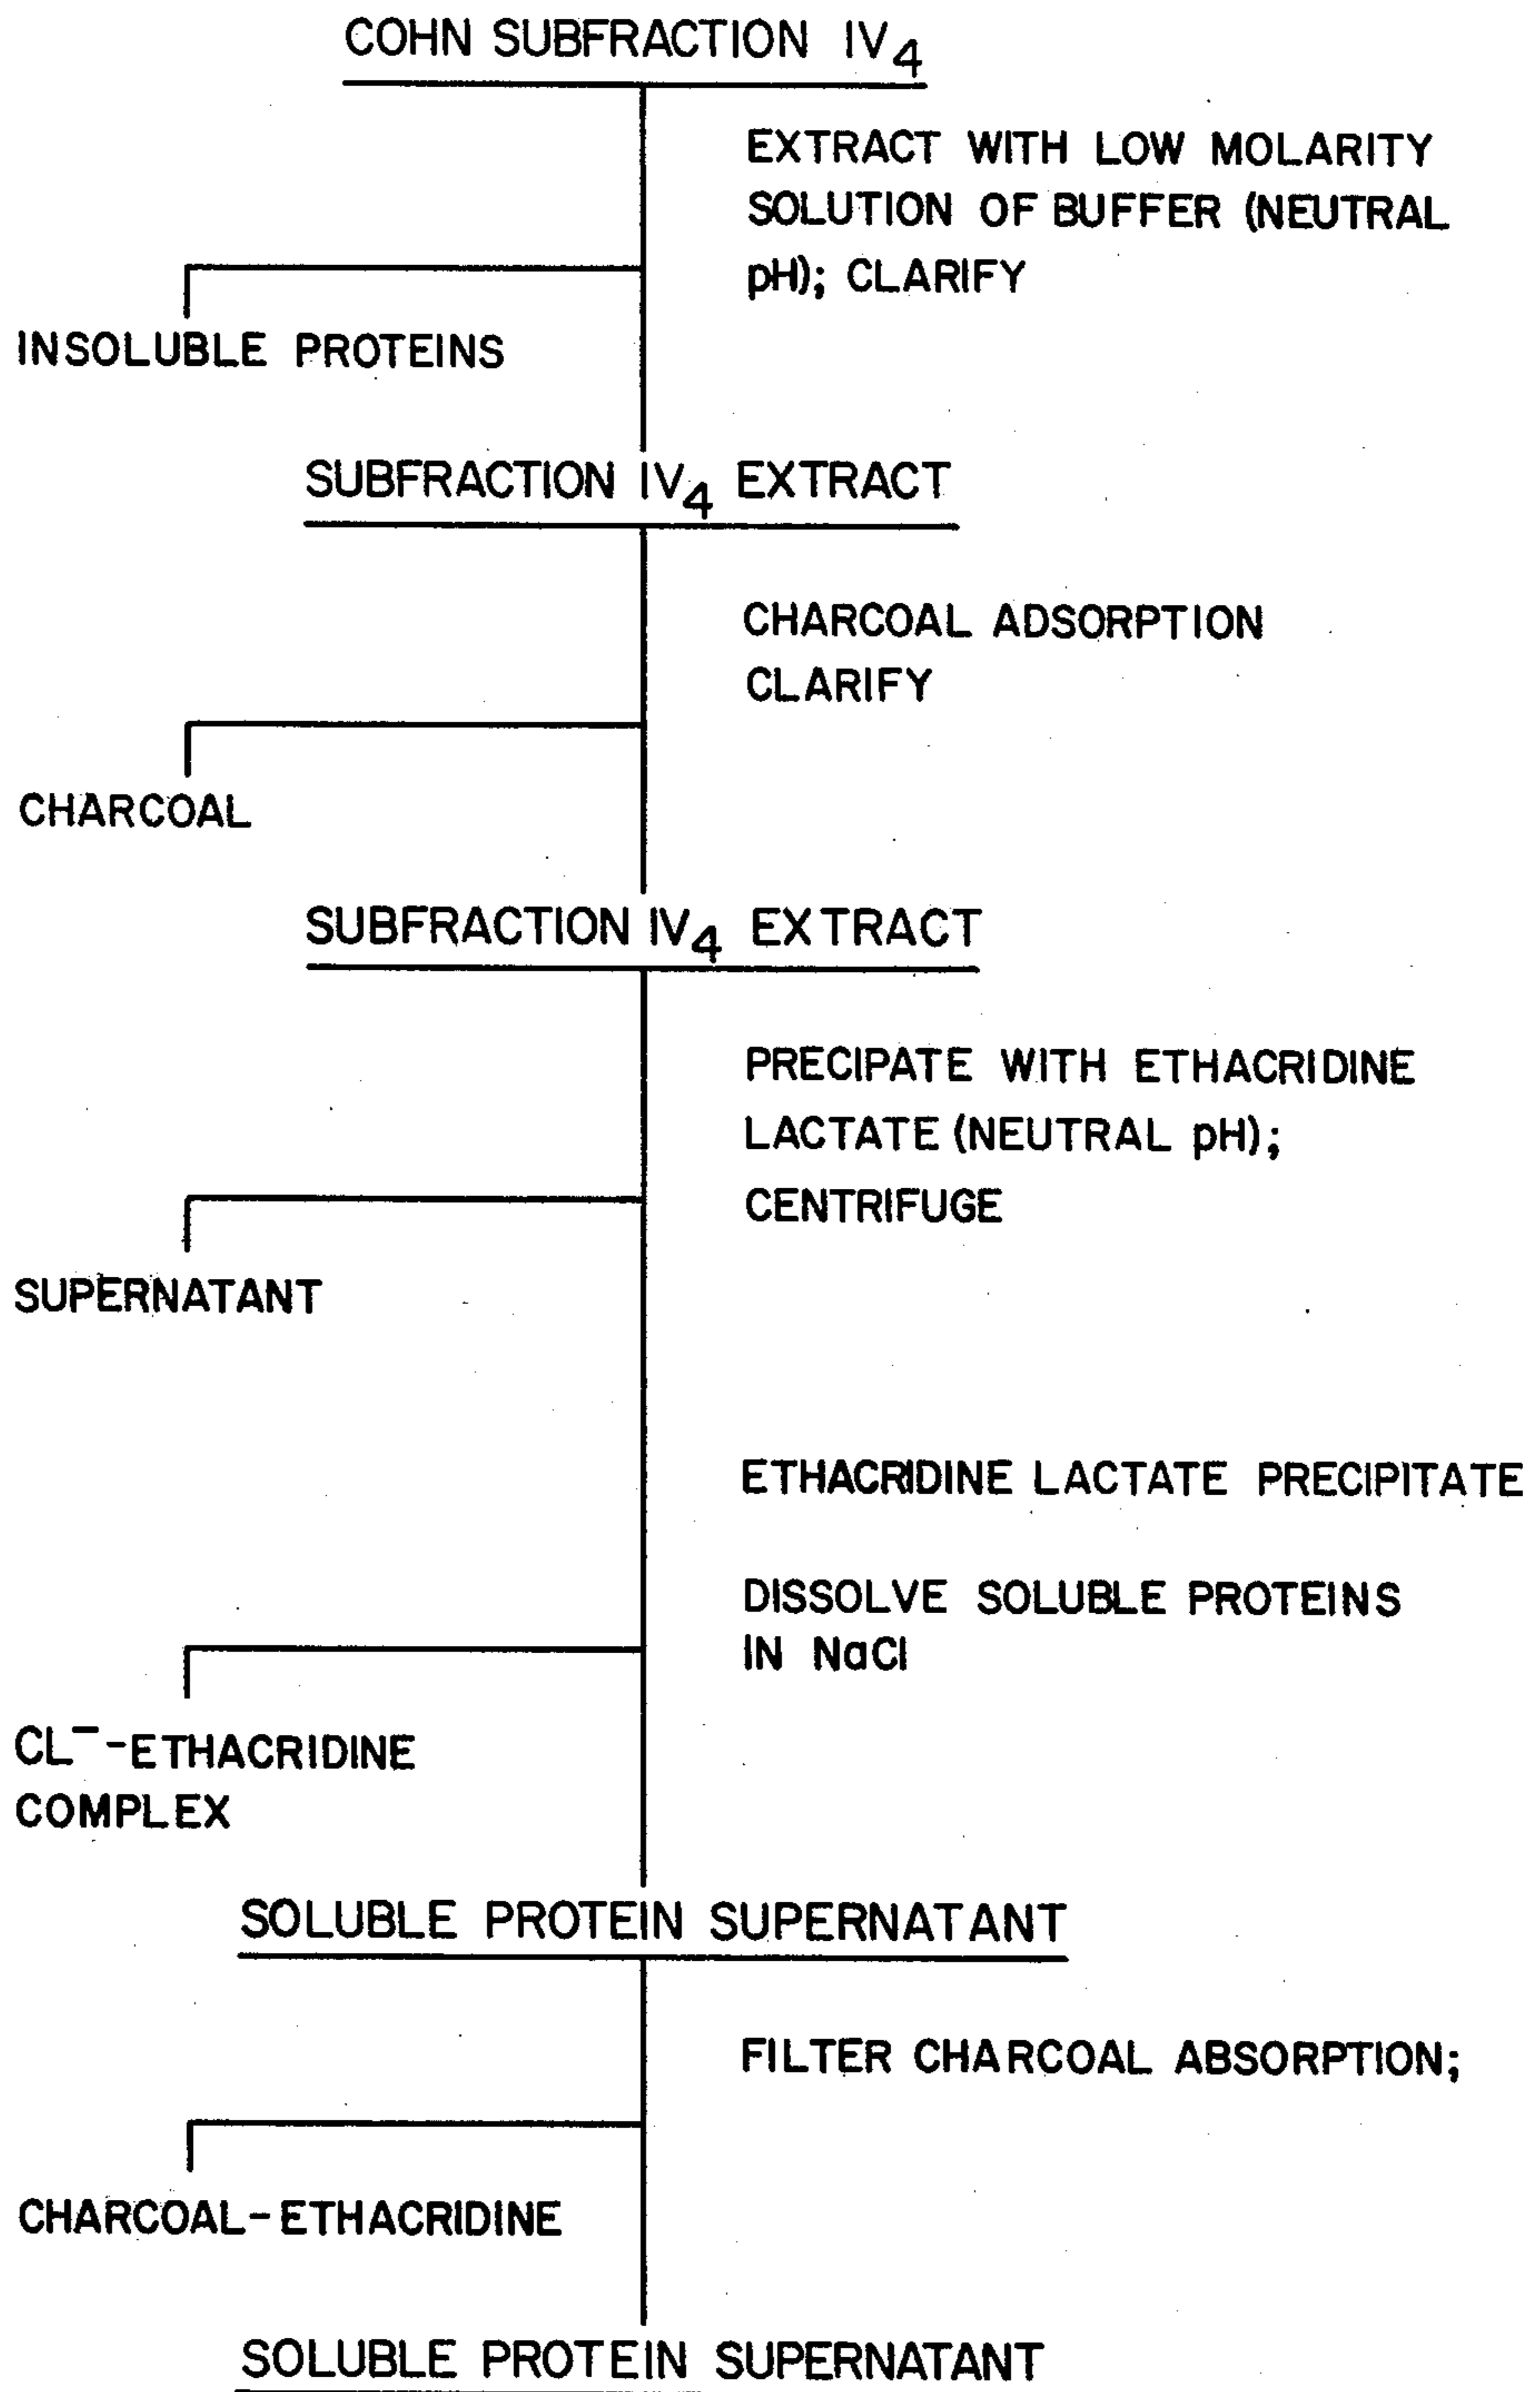 COHN SUBFRACTION IV4
EXTRACT WITH LOW MOLARITY
SOLUTION OF BUFFER (NEUTRAL
pH); CLARIFY
INSOLUBLE PROTEINS
SUBFRACTION IV4 EXTRACT
CHARCOAL ADSORPTION
CLARIFY
CHARCOAL
SUBFRACTION IV4 EXTRACT
PRECIPATE WITH ETHACRIDINE
LACTATE (NEUTRAL pH);
CENTRIFUGE
SUPERNATANT
ETHACRIDINE LACTATE PRECIPITATE
DISSOLVE SOLUBLE PROTEINS
IN NaCl
CL⁻-ETHACRIDINE
COMPLEX
SOLUBLE PROTEIN SUPERNATANT
FILTER CHARCOAL ABSORPTION;
CHARCOAL-ETHACRIDINE
SOLUBLE PROTEIN SUPERNATANT